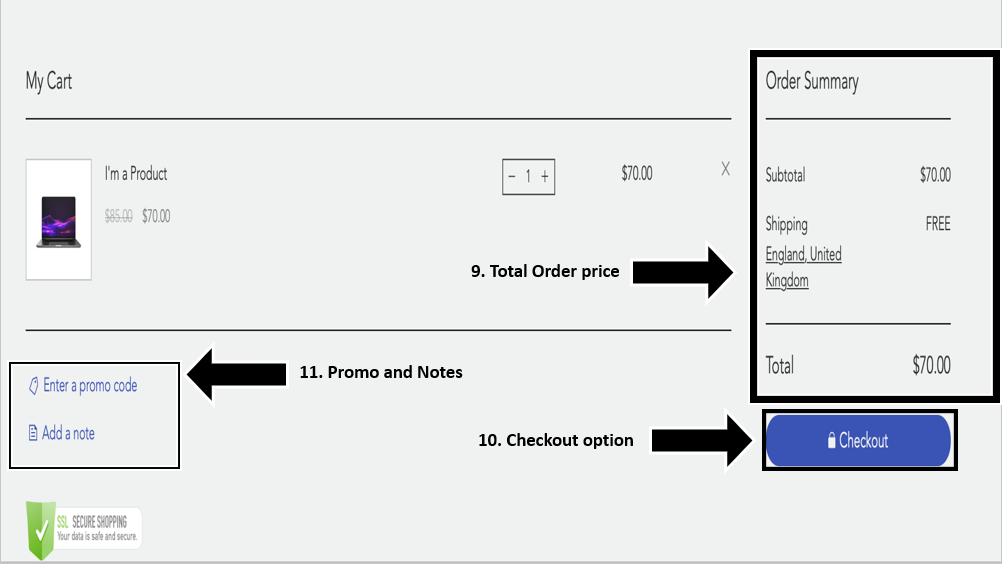 My Cart
I'm a Product
$85.00 $70.00
− 1 +
$70.00
X
Order Summary
Subtotal $70.00
Shipping FREE
England, United
Kingdom
Total $70.00
9. Total Order price
11. Promo and Notes
Enter a promo code
Add a note
10. Checkout option
Checkout
SSL SECURE SHOPPING
Your data is safe and secure.